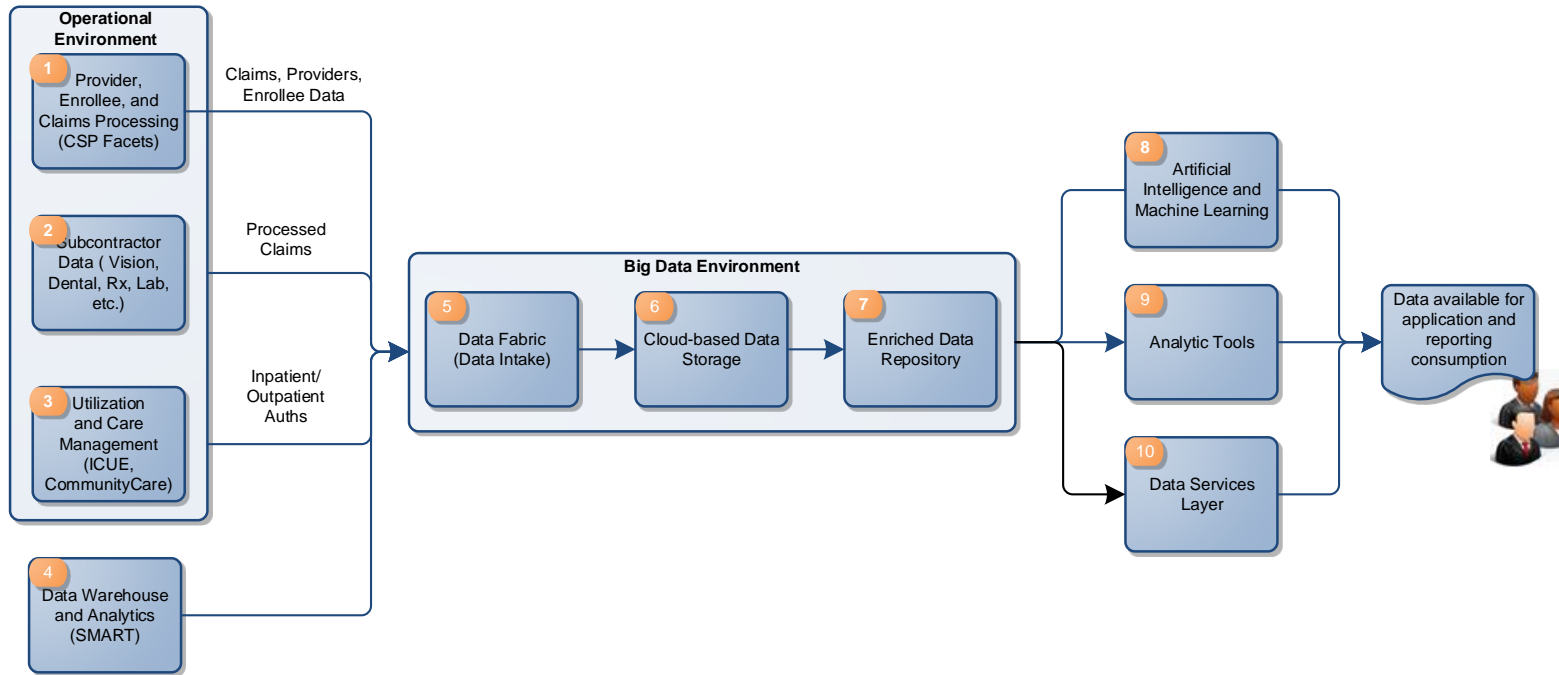 Operational
Environment
1
Provider,
Enrollee, and
Claims Processing
(CSP Facets)
Claims, Providers,
Enrollee Data
2
Subcontractor
Data ( Vision,
Dental, Rx, Lab,
etc.)
Processed
Claims
3
Utilization
and Care
Management
(ICUE,
CommunityCare)
Inpatient/
Outpatient
Auths
4
Data Warehouse
and Analytics
(SMART)
Big Data Environment
5
Data Fabric
(Data Intake)
6
Cloud-based Data
Storage
7
Enriched Data
Repository
8
Artificial
Intelligence and
Machine Learning
9
Analytic Tools
10
Data Services
Layer
Data available for
application and
reporting
consumption